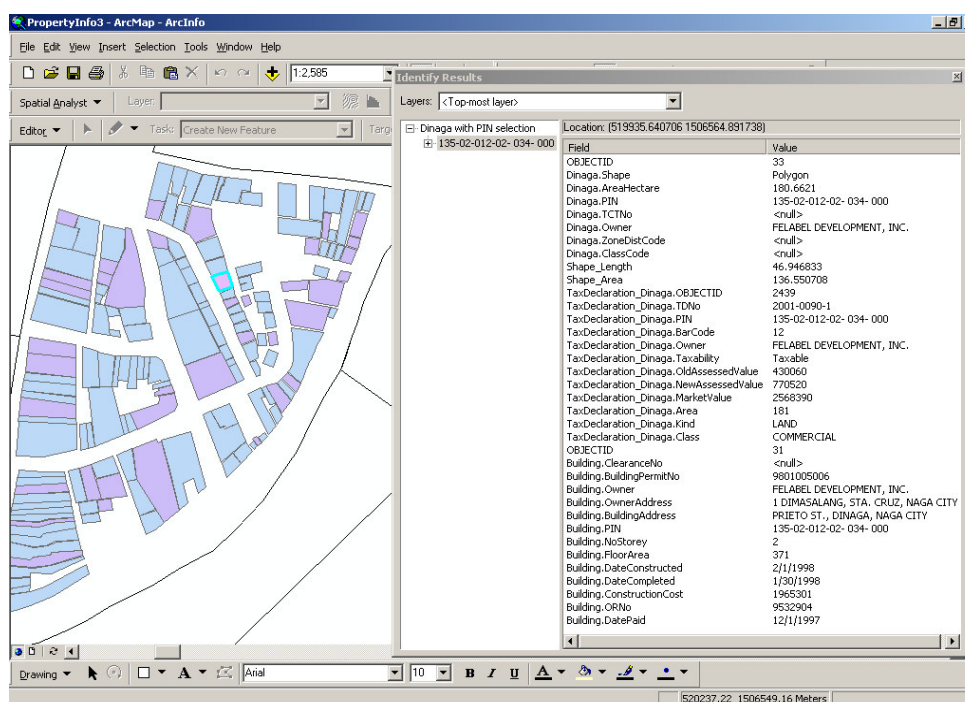 PropertyInfo3 - ArcMap - ArcInfo
File Edit View Insert Selection Tools Window Help
1:2,585
Spatial Analyst Layer:
Editor Task: Create New Feature Targ
Identify Results
Layers: <Top-most layer>
Dinaga with PIN selection
135-02-012-02- 034- 000
Location: (519935.640706 1506564.891738)
Field Value
OBJECTID 33
Dinaga.Shape Polygon
Dinaga.AreaHectare 180.6621
Dinaga.PIN 135-02-012-02- 034- 000
Dinaga.TCTNo <null>
Dinaga.Owner FELABEL DEVELOPMENT, INC.
Dinaga.ZoneDistCode <null>
Dinaga.ClassCode <null>
Shape_Length 46.946833
Shape_Area 136.550708
TaxDeclaration_Dinaga.OBJECTID 2439
TaxDeclaration_Dinaga.TDNo 2001-0090-1
TaxDeclaration_Dinaga.PIN 135-02-012-02- 034- 000
TaxDeclaration_Dinaga.BarCode 12
TaxDeclaration_Dinaga.Owner FELABEL DEVELOPMENT, INC.
TaxDeclaration_Dinaga.Taxability Taxable
TaxDeclaration_Dinaga.OldAssessedValue 430060
TaxDeclaration_Dinaga.NewAssessedValue 770520
TaxDeclaration_Dinaga.MarketValue 2568390
TaxDeclaration_Dinaga.Area 181
TaxDeclaration_Dinaga.Kind LAND
TaxDeclaration_Dinaga.Class COMMERCIAL
OBJECTID 31
Building.ClearanceNo <null>
Building.BuildingPermitNo 9801005006
Building.Owner FELABEL DEVELOPMENT, INC.
Building.OwnerAddress 1 DIMASALANG, STA. CRUZ, NAGA CITY
Building.BuildingAddress PRIETO ST., DINAGA, NAGA CITY
Building.PIN 135-02-012-02- 034- 000
Building.NoStorey 2
Building.FloorArea 371
Building.DateConstructed 2/1/1998
Building.DateCompleted 1/30/1998
Building.ConstructionCost 1965301
Building.ORNo 9532904
Building.DatePaid 12/1/1997
Drawing A Arial 10 B I U A
520237.22 1506549.16 Meters